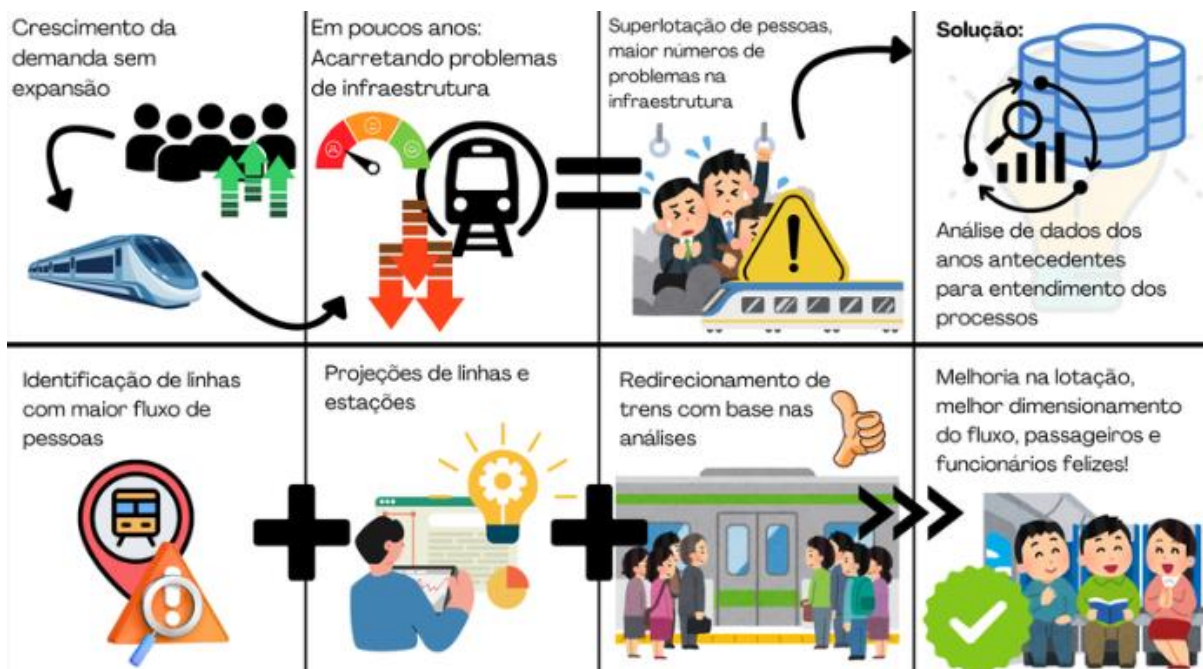 Crescimento da
demanda sem
expansão
Em poucos anos:
Acarretando problemas
de infraestrutura
Superlotação de pessoas,
maior números de
problemas na
infraestrutura
Solução:
Análise de dados dos
anos antecedentes
para entendimento dos
processos
Identificação de linhas
com maior fluxo de
pessoas
Projeções de linhas e
estações
Redirecionamento de
trens com base nas
análises
Melhoria na lotação,
melhor dimensionamento
do fluxo, passageiros e
funcionários felizes!